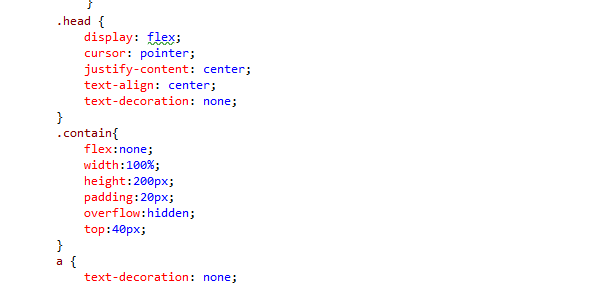 }
.head {
display: flex;
cursor: pointer;
justify-content: center;
text-align: center;
text-decoration: none;
}
.contain{
flex:none;
width:100%;
height:200px;
padding:20px;
overflow:hidden;
top:40px;
}
a {
text-decoration: none;